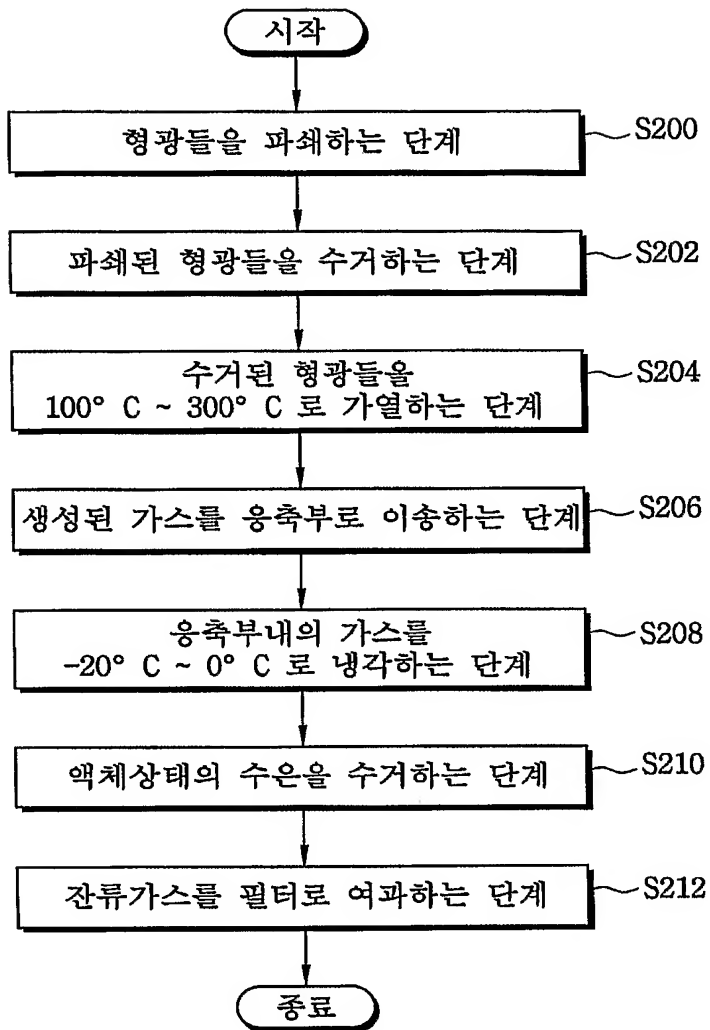 시작
형광들을 파쇄하는 단계 S200
파쇄된 형광들을 수거하는 단계 S202
수거된 형광들을 S204
100° C ~ 300° C 로 가열하는 단계
생성된 가스를 응축부로 이송하는 단계 S206
응축부내의 가스를 S208
-20° C ~ 0° C 로 냉각하는 단계
액체상태의 수은을 수거하는 단계 S210
잔류가스를 필터로 여과하는 단계 S212
종료